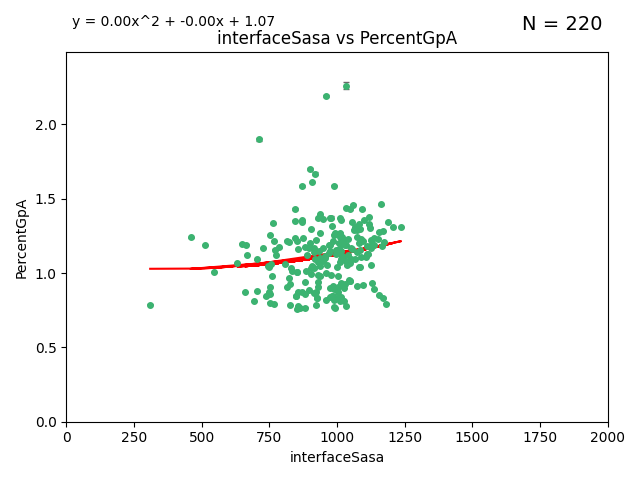 y = 0.00x^2 + -0.00x + 1.07
N = 220
interfaceSasa vs PercentGpA
PercentGpA
2.0
1.5
1.0
0.5
0.0
0 250 500 750 1000 1250 1500 1750 2000
interfaceSasa